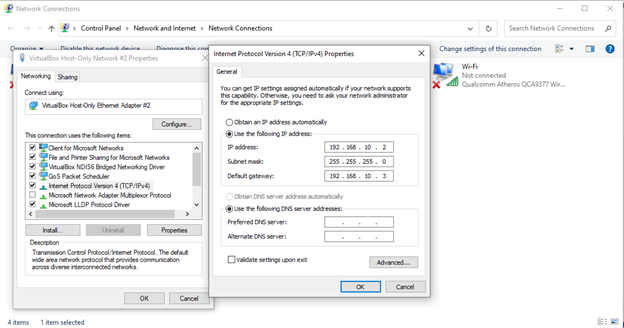 Network Connections
Control Panel
Network and Internet
Network Connections
Search Network Connections
Organize
Disable this network device
Diagnose this
Change settings of this connection
VirtualBox Host-Only Network #2 Properties
Networking
Sharing
Connect using:
VirtualBox Host-Only Ethernet Adapter #2
Configure...
This connection uses the following items:
Client for Microsoft Networks
File and Printer Sharing for Microsoft Networks
VirtualBox NDIS6 Bridged Networking Driver
QoS Packet Scheduler
Internet Protocol Version 4 (TCP/IPv4)
Microsoft Network Adapter Multiplexor Protocol
Microsoft LLDP Protocol Driver
Install...
Uninstall
Properties
Description
Transmission Control Protocol/Internet Protocol. The default
wide area network protocol that provides communication
across diverse interconnected networks.
OK
Cancel
Internet Protocol Version 4 (TCP/IPv4) Properties
General
You can get IP settings assigned automatically if your network supports
this capability. Otherwise, you need to ask your network administrator
for the appropriate IP settings.
Obtain an IP address automatically
Use the following IP address:
IP address: 192 . 168 . 10 . 2
Subnet mask: 255 . 255 . 255 . 0
Default gateway: 192 . 168 . 10 . 3
Obtain DNS server address automatically
Use the following DNS server addresses:
Preferred DNS server: . . .
Alternate DNS server: . . .
Validate settings upon exit
Advanced...
OK
Cancel
Wi-Fi
Not connected
Qualcomm Atheros QCA9377 Wir...
4 items
1 item selected